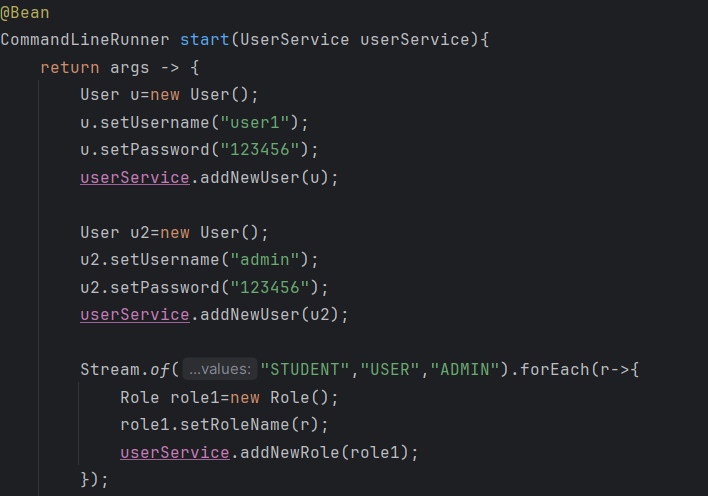 @Bean
CommandLineRunner start(UserService userService){
    return args -> {
        User u=new User();
        u.setUsername("user1");
        u.setPassword("123456");
        userService.addNewUser(u);

        User u2=new User();
        u2.setUsername("admin");
        u2.setPassword("123456");
        userService.addNewUser(u2);

        Stream.of( ...values: "STUDENT","USER","ADMIN").forEach(r->{
            Role role1=new Role();
            role1.setRoleName(r);
            userService.addNewRole(role1);
        });